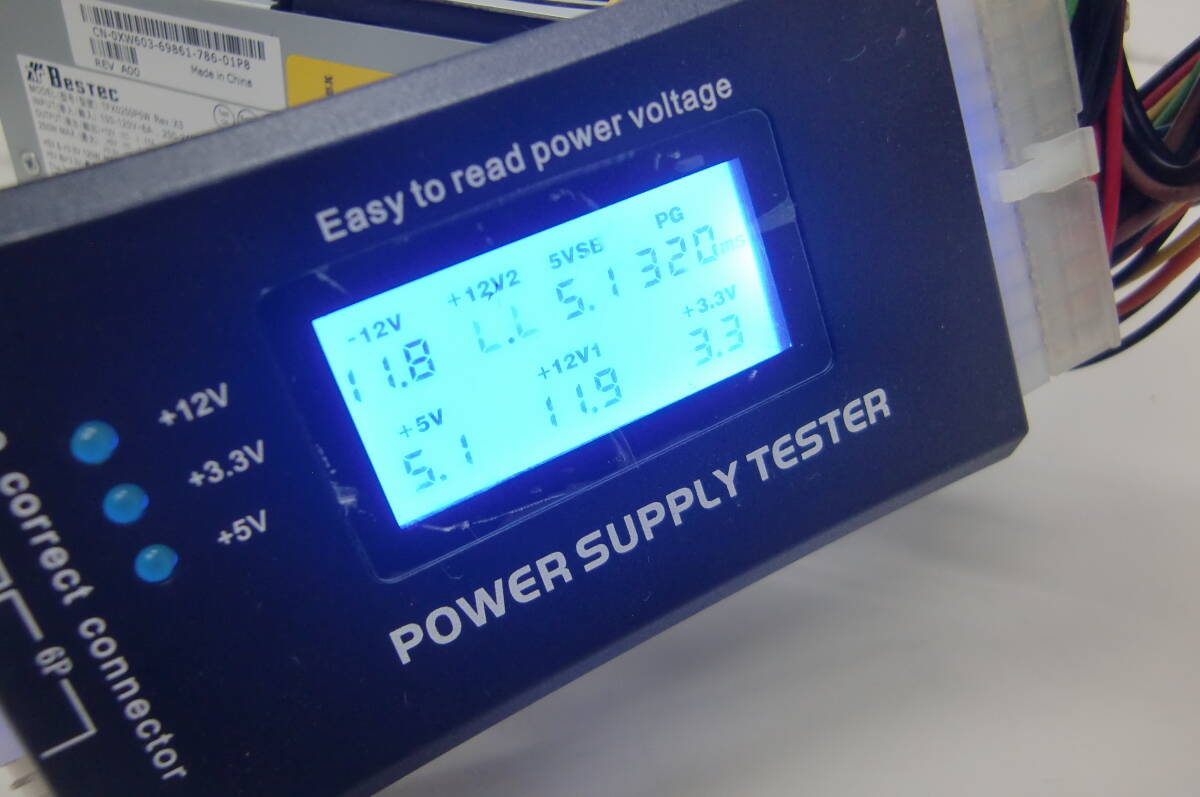 CN-0XW603-69861-786-01P8
REV A00
Made in China
BESTEC
Easy to read power voltage
-12V
+12V2
5VSB
PG
11.8
LL
5.1
320ms
+5V
+12V1
+3.3V
5.1
11.9
3.3
+12V
+3.3V
+5V
POWER SUPPLY TESTER
correct connector
6P